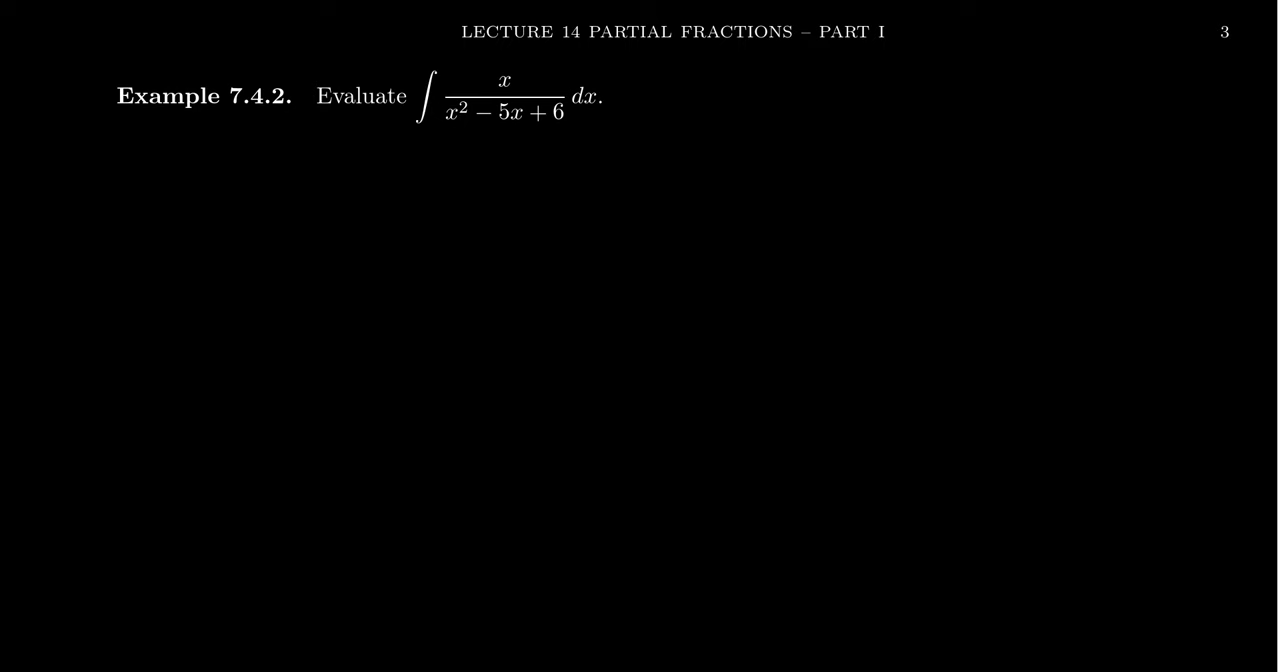 LECTURE 14 PARTIAL FRACTIONS – PART I 3
Example 7.4.2. Evaluate ∫ x / (x² − 5x + 6) dx.